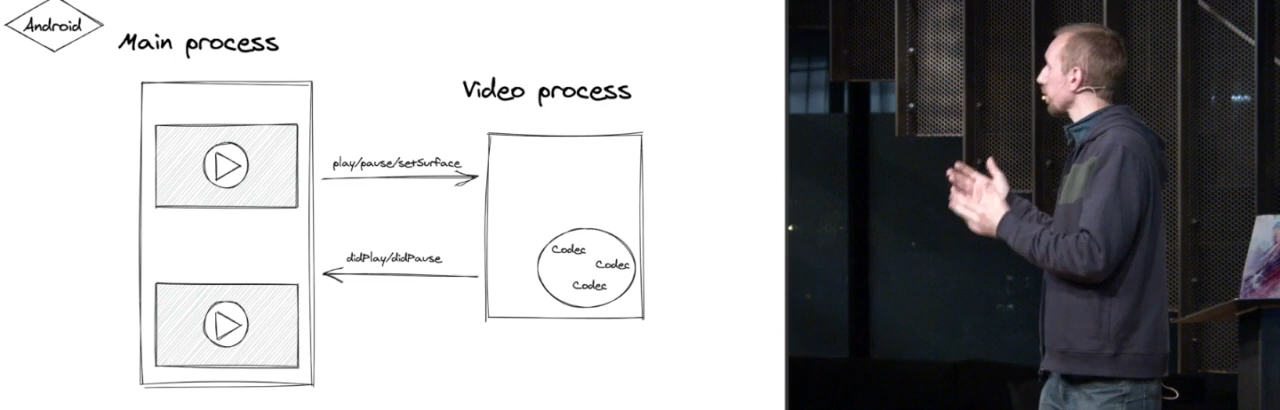 Android
Main process
Video process
play/pause/setSurface
didPlay/didPause
Codec
Codec
Codec